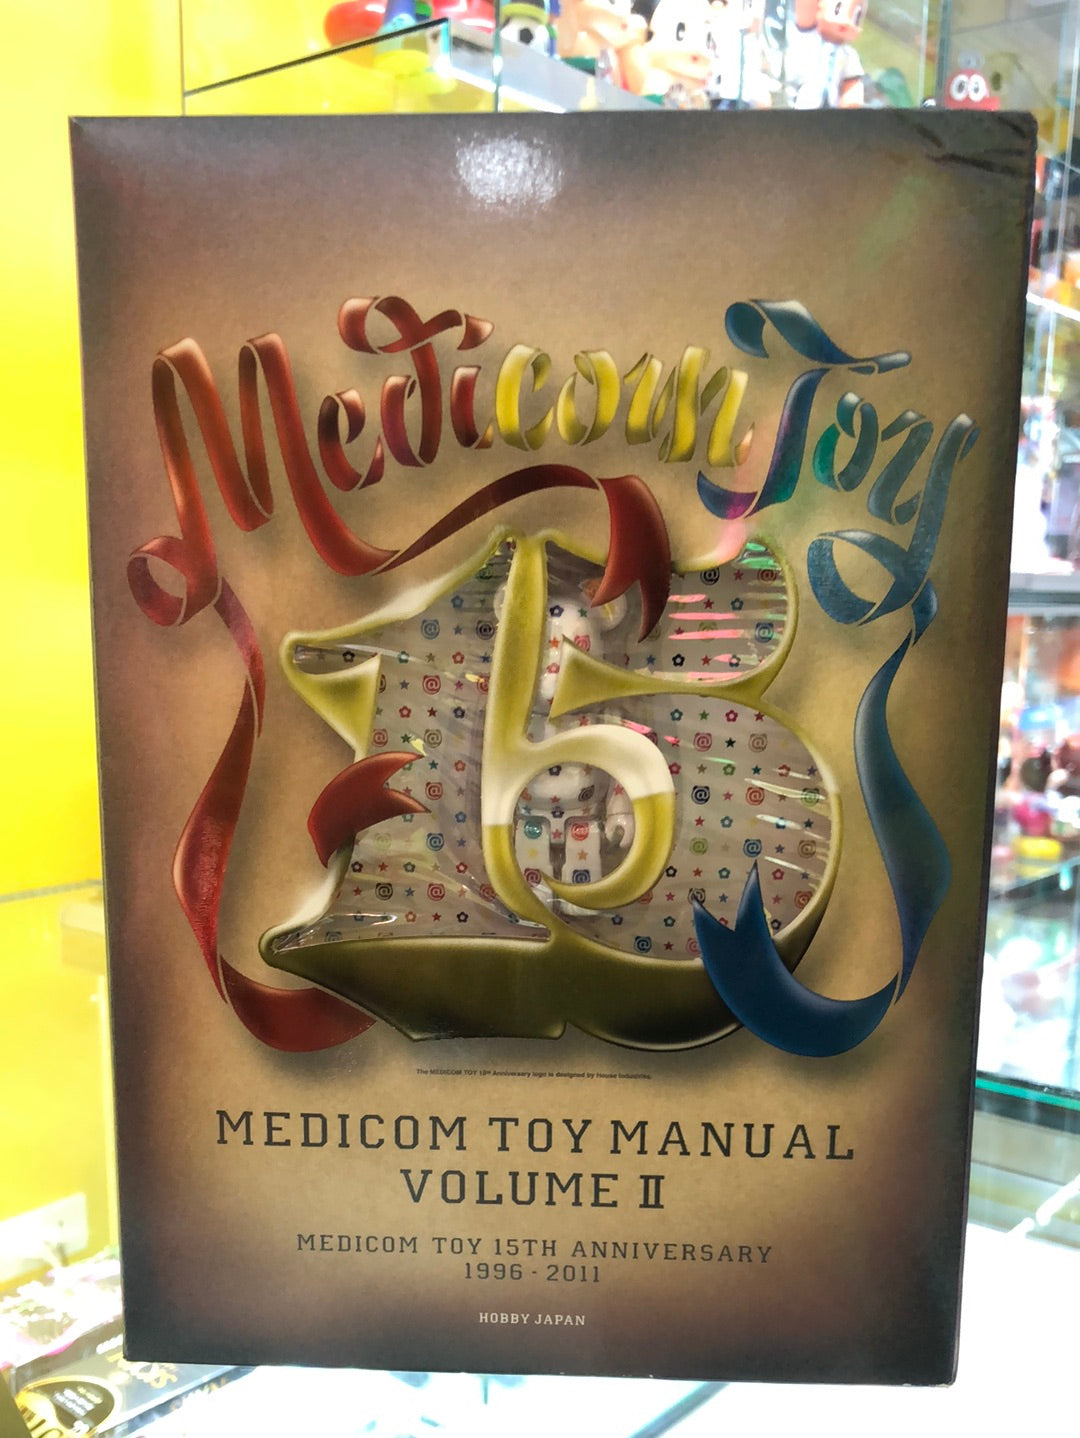 Medicom Toy
15
The MEDICOM TOY 15th Anniversary logo is designed by House Industries.
MEDICOM TOY MANUAL
VOLUME II
MEDICOM TOY 15TH ANNIVERSARY
1996 - 2011
HOBBY JAPAN